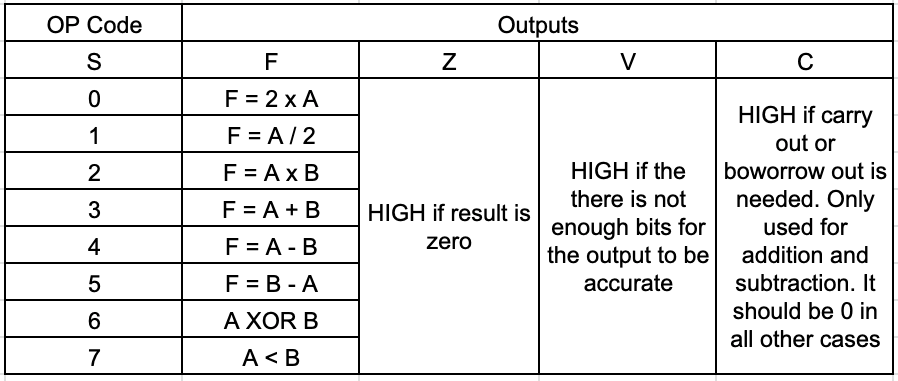 OP Code
Outputs
S
F
Z
V
C
0
F = 2 x A
1
F = A / 2
2
F = A x B
3
F = A + B
4
F = A - B
5
F = B - A
6
A XOR B
7
A < B
HIGH if result is
zero
HIGH if the
there is not
enough bits for
the output to be
accurate
HIGH if carry
out or
boworrow out is
needed. Only
used for
addition and
subtraction. It
should be 0 in
all other cases